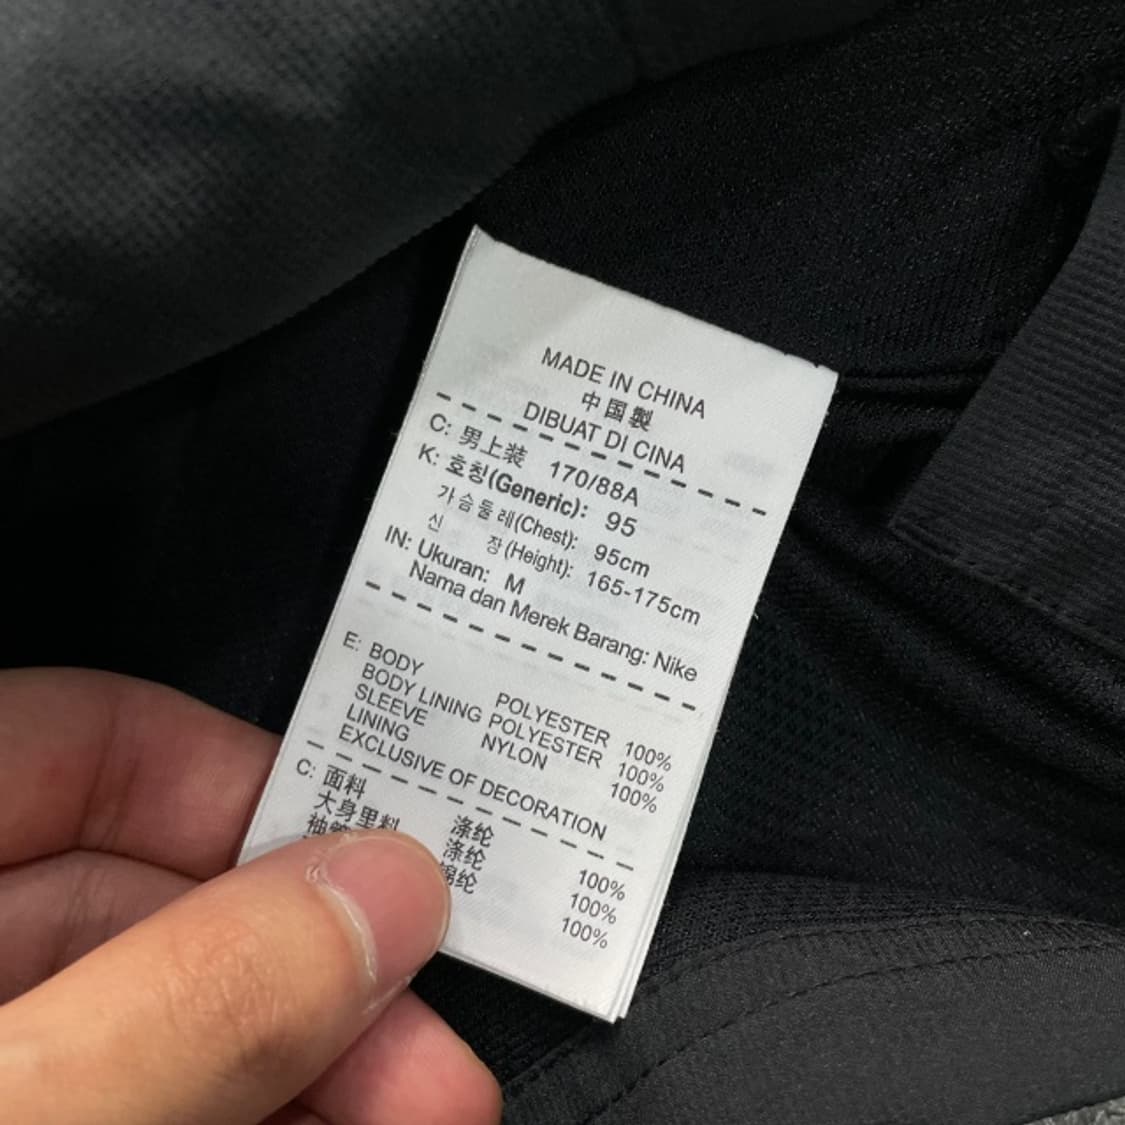 MADE IN CHINA
中国製
DIBUAT DI CINA
C: 男上装 170/88A
K: 호칭(Generic): 95
가슴둘레(Chest): 95cm
신 장(Height): 165-175cm
IN: Ukuran: M
Nama dan Merek Barang: Nike
E: BODY POLYESTER 100%
BODY LINING POLYESTER 100%
SLEEVE NYLON 100%
LINING
EXCLUSIVE OF DECORATION
C: 面料 涤纶 100%
大身里料 涤纶 100%
锦纶 100%